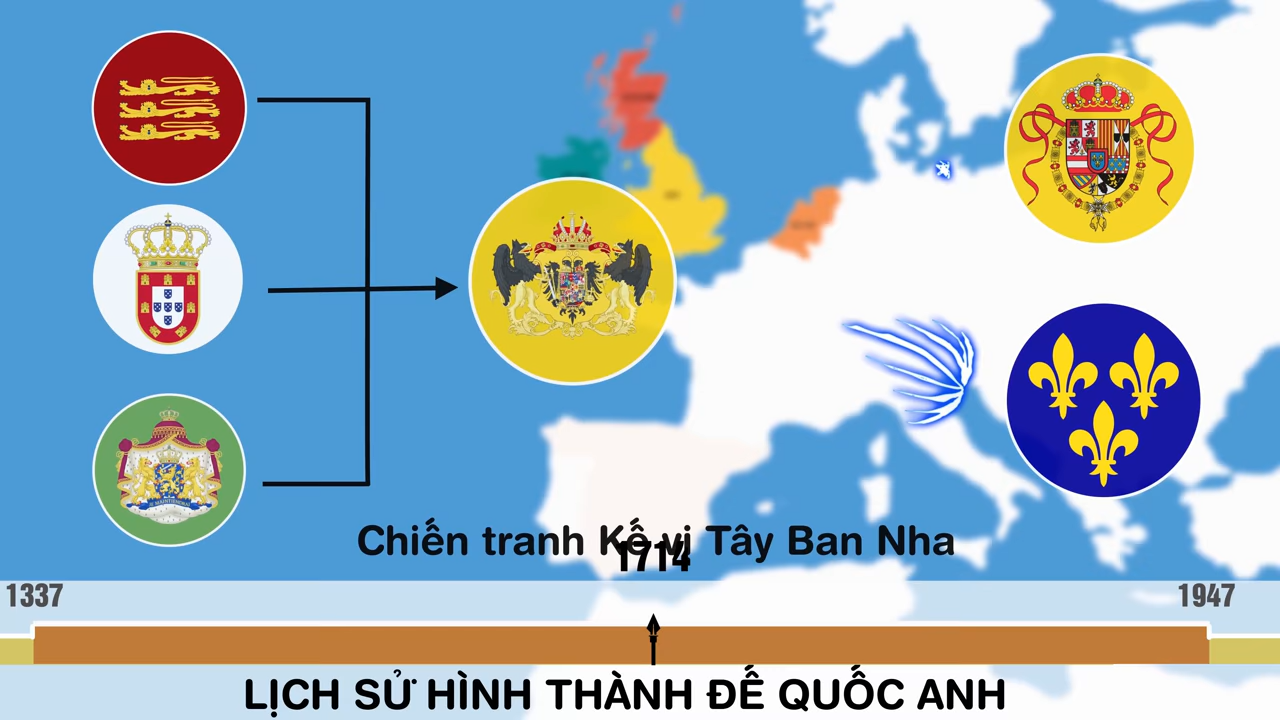 Chiến tranh Kế vị Tây Ban Nha
1714
1337
1947
LỊCH SỬ HÌNH THÀNH ĐẾ QUỐC ANH